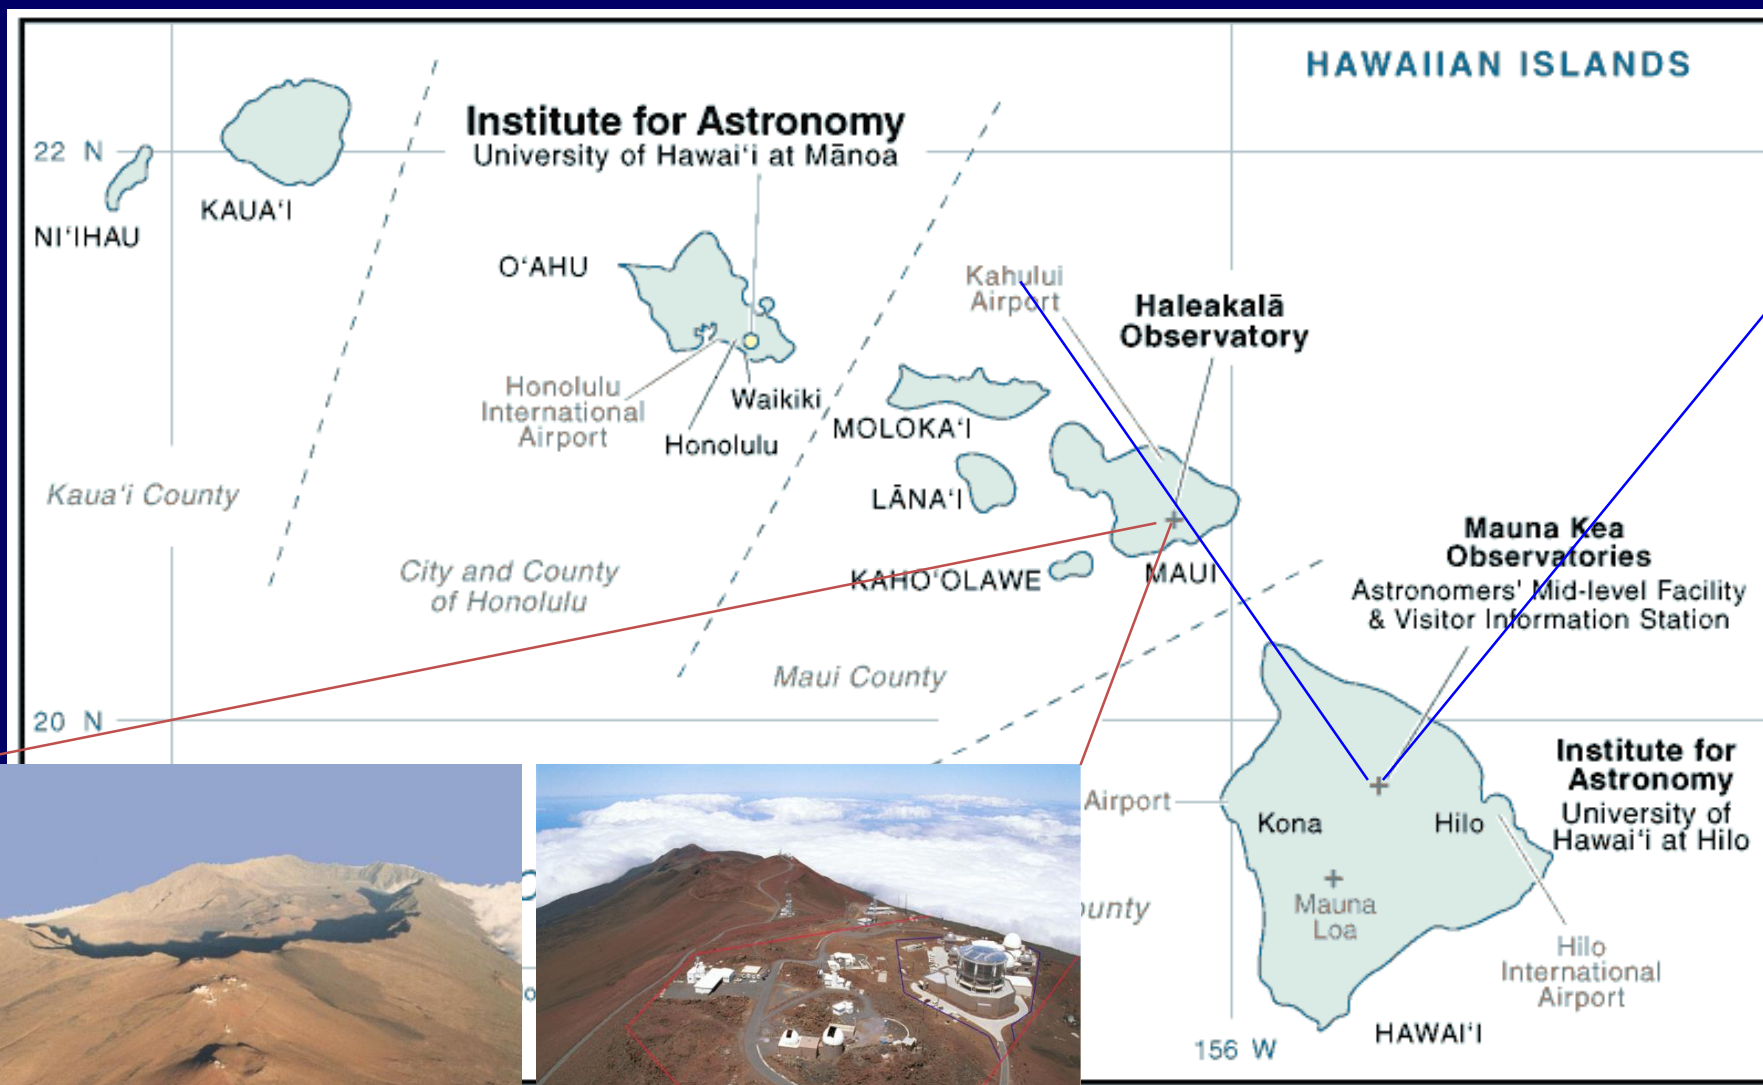 HAWAIIAN ISLANDS
Institute for Astronomy
University of Hawai‘i at Mānoa
22 N
KAUA‘I
NI‘IHAU
O‘AHU
Kahului
Airport
Haleakalā
Observatory
Honolulu
International
Airport
Waikiki
Honolulu
MOLOKA‘I
LĀNA‘I
Kaua‘i County
City and County
of Honolulu
KAHO‘OLAWE
MAUI
Mauna Kea
Observatories
Astronomers' Mid-level Facility
& Visitor Information Station
Maui County
20 N
Institute for
Astronomy
University of
Hawai‘i at Hilo
Airport
Kona
Hilo
Mauna
Loa
Hilo
International
Airport
HAWAI‘I
156 W